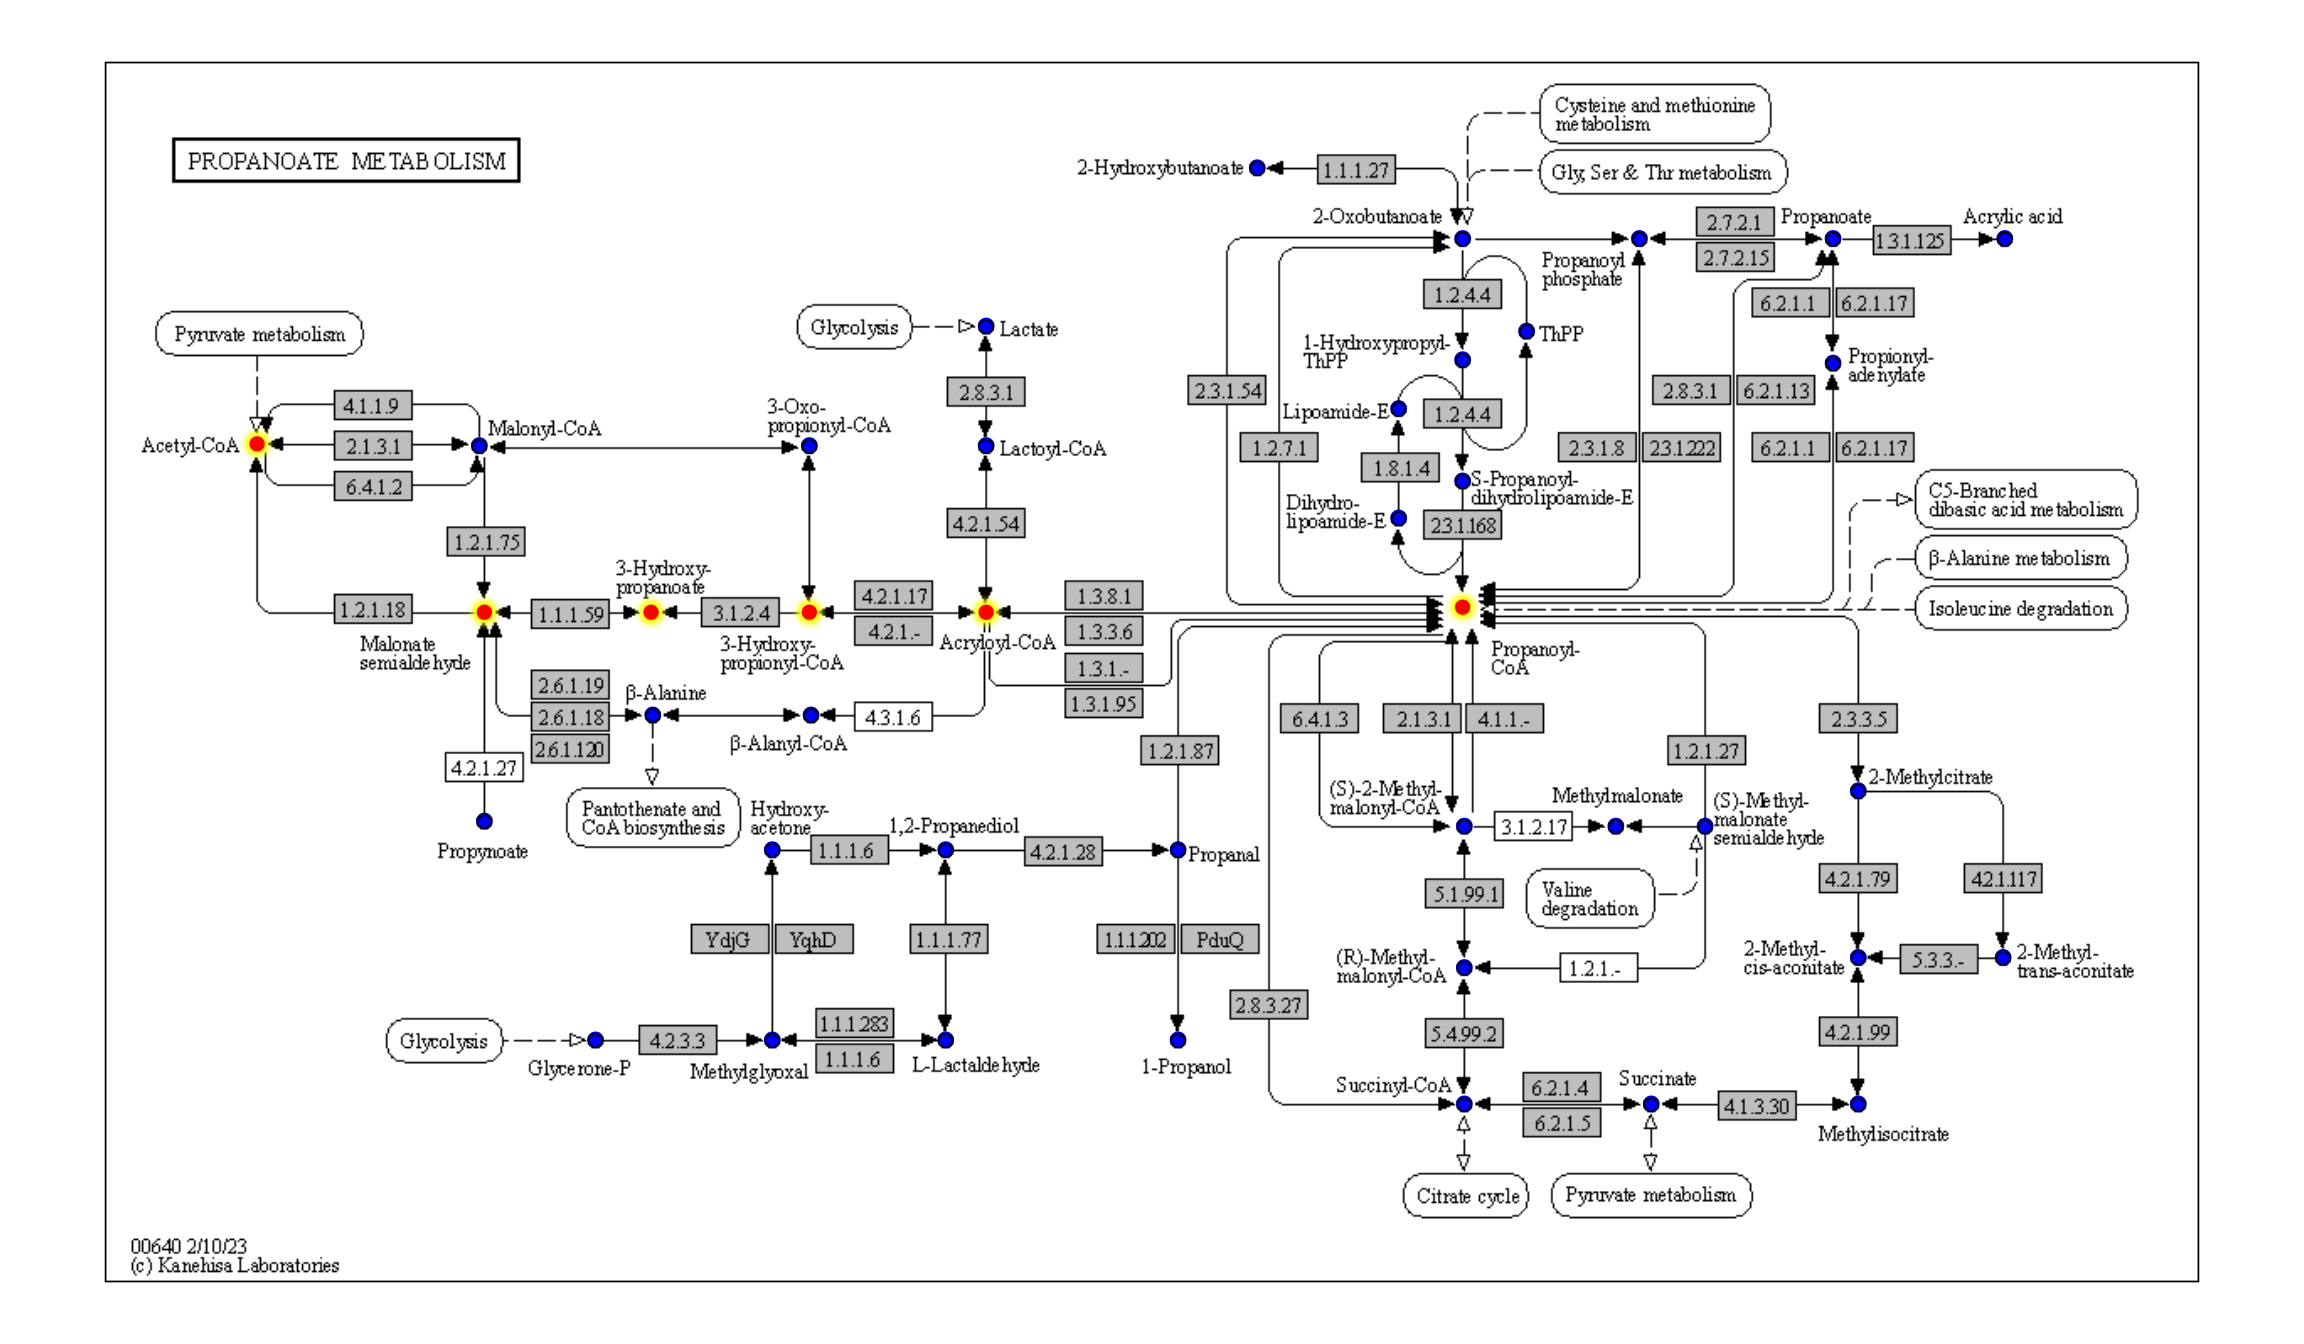 PROPANOATE METABOLISM
Cysteine and methionine
metabolism
Gly, Ser & Thr metabolism
2-Hydroxybutanoate
1.1.1.27
2-Oxobutanoate
2.7.2.1
Propanoate
Acrylic acid
1.3.1.125
2.7.2.15
Propanoyl
phosphate
1.2.4.4
6.2.1.1
6.2.1.17
Pyruvate metabolism
Glycolysis
Lactate
ThPP
1-Hydroxypropyl-
ThPP
Propionyl-
adenylate
2.8.3.1
2.3.1.54
2.8.3.1
6.2.1.13
4.1.1.9
3-Oxo-
propionyl-CoA
Lipoamide-E
1.2.4.4
Acetyl-CoA
2.1.3.1
Malonyl-CoA
Lactoyl-CoA
1.2.7.1
2.3.1.8
2.3.1.222
6.2.1.1
6.2.1.17
1.8.1.4
6.4.1.2
S-Propanoyl-
dihydrolipoamide-E
C5-Branched
dibasic acid metabolism
Dihydro-
lipoamide-E
4.2.1.54
2.3.1.168
1.2.1.75
β-Alanine metabolism
3-Hydroxy-
propanoate
4.2.1.17
1.3.8.1
1.2.1.18
1.1.1.59
3.1.2.4
Isoleucine degradation
4.2.1.-
1.3.3.6
Malonate
semialdehyde
3-Hydroxy-
propionyl-CoA
Acryloyl-CoA
Propanoyl-
CoA
1.3.1.-
2.6.1.19
β-Alanine
1.3.1.95
2.6.1.18
4.3.1.6
6.4.1.3
2.1.3.1
4.1.1.-
2.3.3.5
β-Alanyl-CoA
2.6.1.120
1.2.1.87
1.2.1.27
4.2.1.27
2-Methylcitrate
Pantothenate and
CoA biosynthesis
Hydroxy-
acetone
1,2-Propanediol
(S)-2-Methyl-
malonyl-CoA
Methylmalonate
(S)-Methyl-
malonate
semialdehyde
3.1.2.17
Propynoate
1.1.1.6
4.2.1.28
Propanal
5.1.99.1
Valine
degradation
4.2.1.79
4.2.1.117
YdjG
YqhD
1.1.1.77
1.1.1.202
PduQ
(R)-Methyl-
malonyl-CoA
1.2.1.-
2-Methyl-
cis-aconitate
5.3.3.-
2-Methyl-
trans-aconitate
2.8.3.27
1.1.1.283
5.4.99.2
4.2.1.99
Glycolysis
4.2.3.3
1.1.1.6
Glycerone-P
Methylglyoxal
L-Lactaldehyde
1-Propanol
Succinyl-CoA
6.2.1.4
Succinate
4.1.3.30
6.2.1.5
Methylisocitrate
Citrate cycle
Pyruvate metabolism
00640 2/10/23
(c) Kanehisa Laboratories